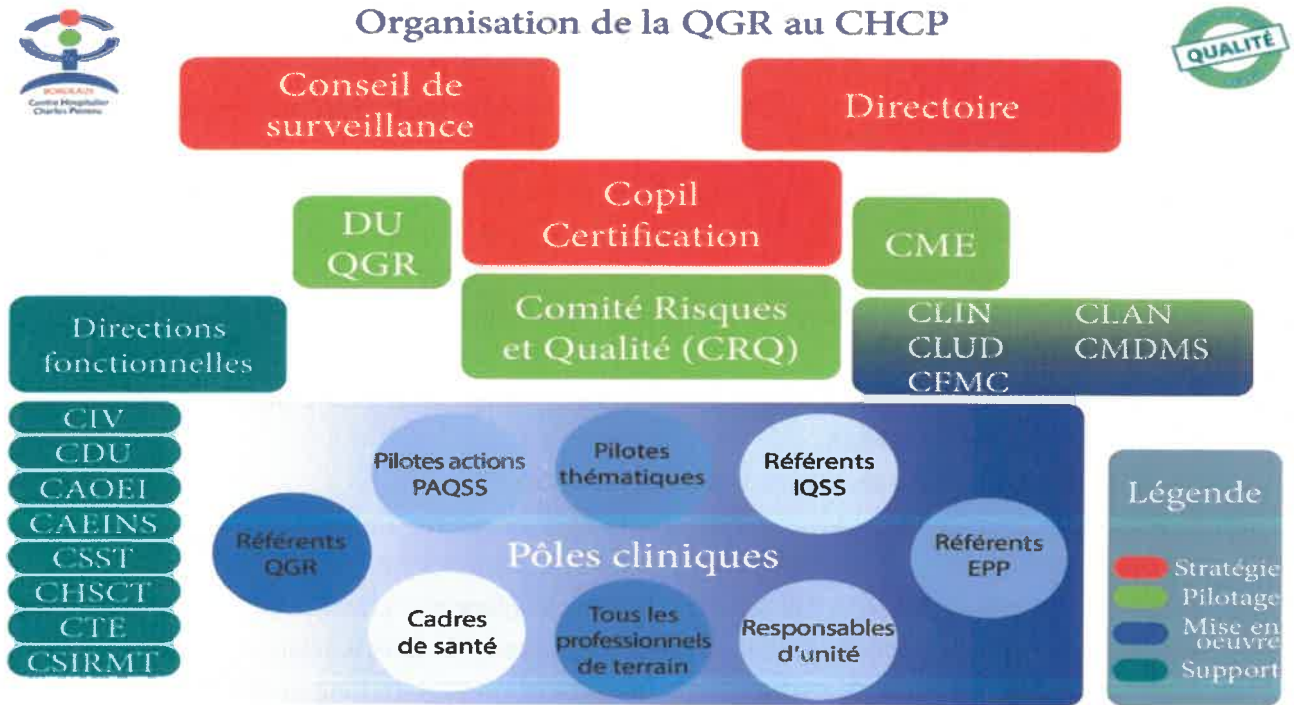 Organisation de la QGR au CHCP
BORDEAUX
Centre Hospitalier
Charles Perrens
QUALITÉ
Conseil de
surveillance
Directoire
Copil
Certification
DU
QGR
CME
Comité Risques
et Qualité (CRQ)
CLIN CLAN
CLUD CMDMS
CFMC
Directions
fonctionnelles
CIV
CDU
CAOEI
CAEINS
CSST
CHSCT
CTE
CSIRMT
Pilotes actions
PAQSS
Pilotes
thématiques
Référents
IQSS
Référents
QGR
Pôles cliniques
Référents
EPP
Cadres
de santé
Tous les
professionnels
de terrain
Responsables
d'unité
Légende
Stratégie
Pilotage
Mise en
oeuvre
Support